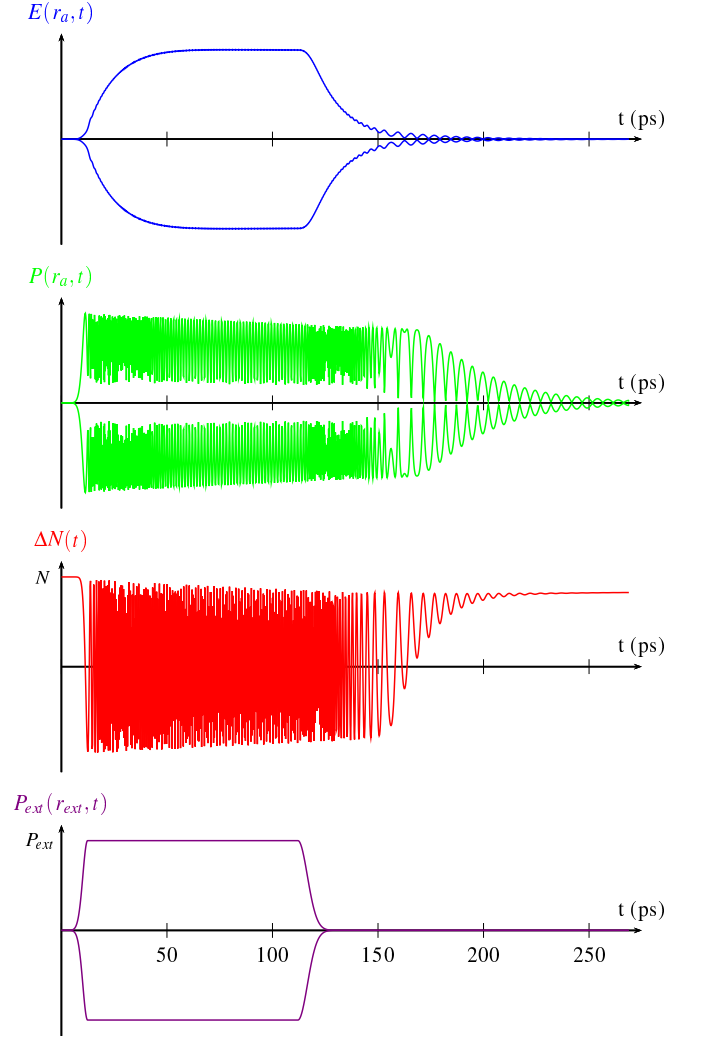 E(r_a, t)
t (ps)
P(r_a, t)
t (ps)
ΔN(t)
N
t (ps)
P_ext(r_ext, t)
P_ext
t (ps)
50 100 150 200 250